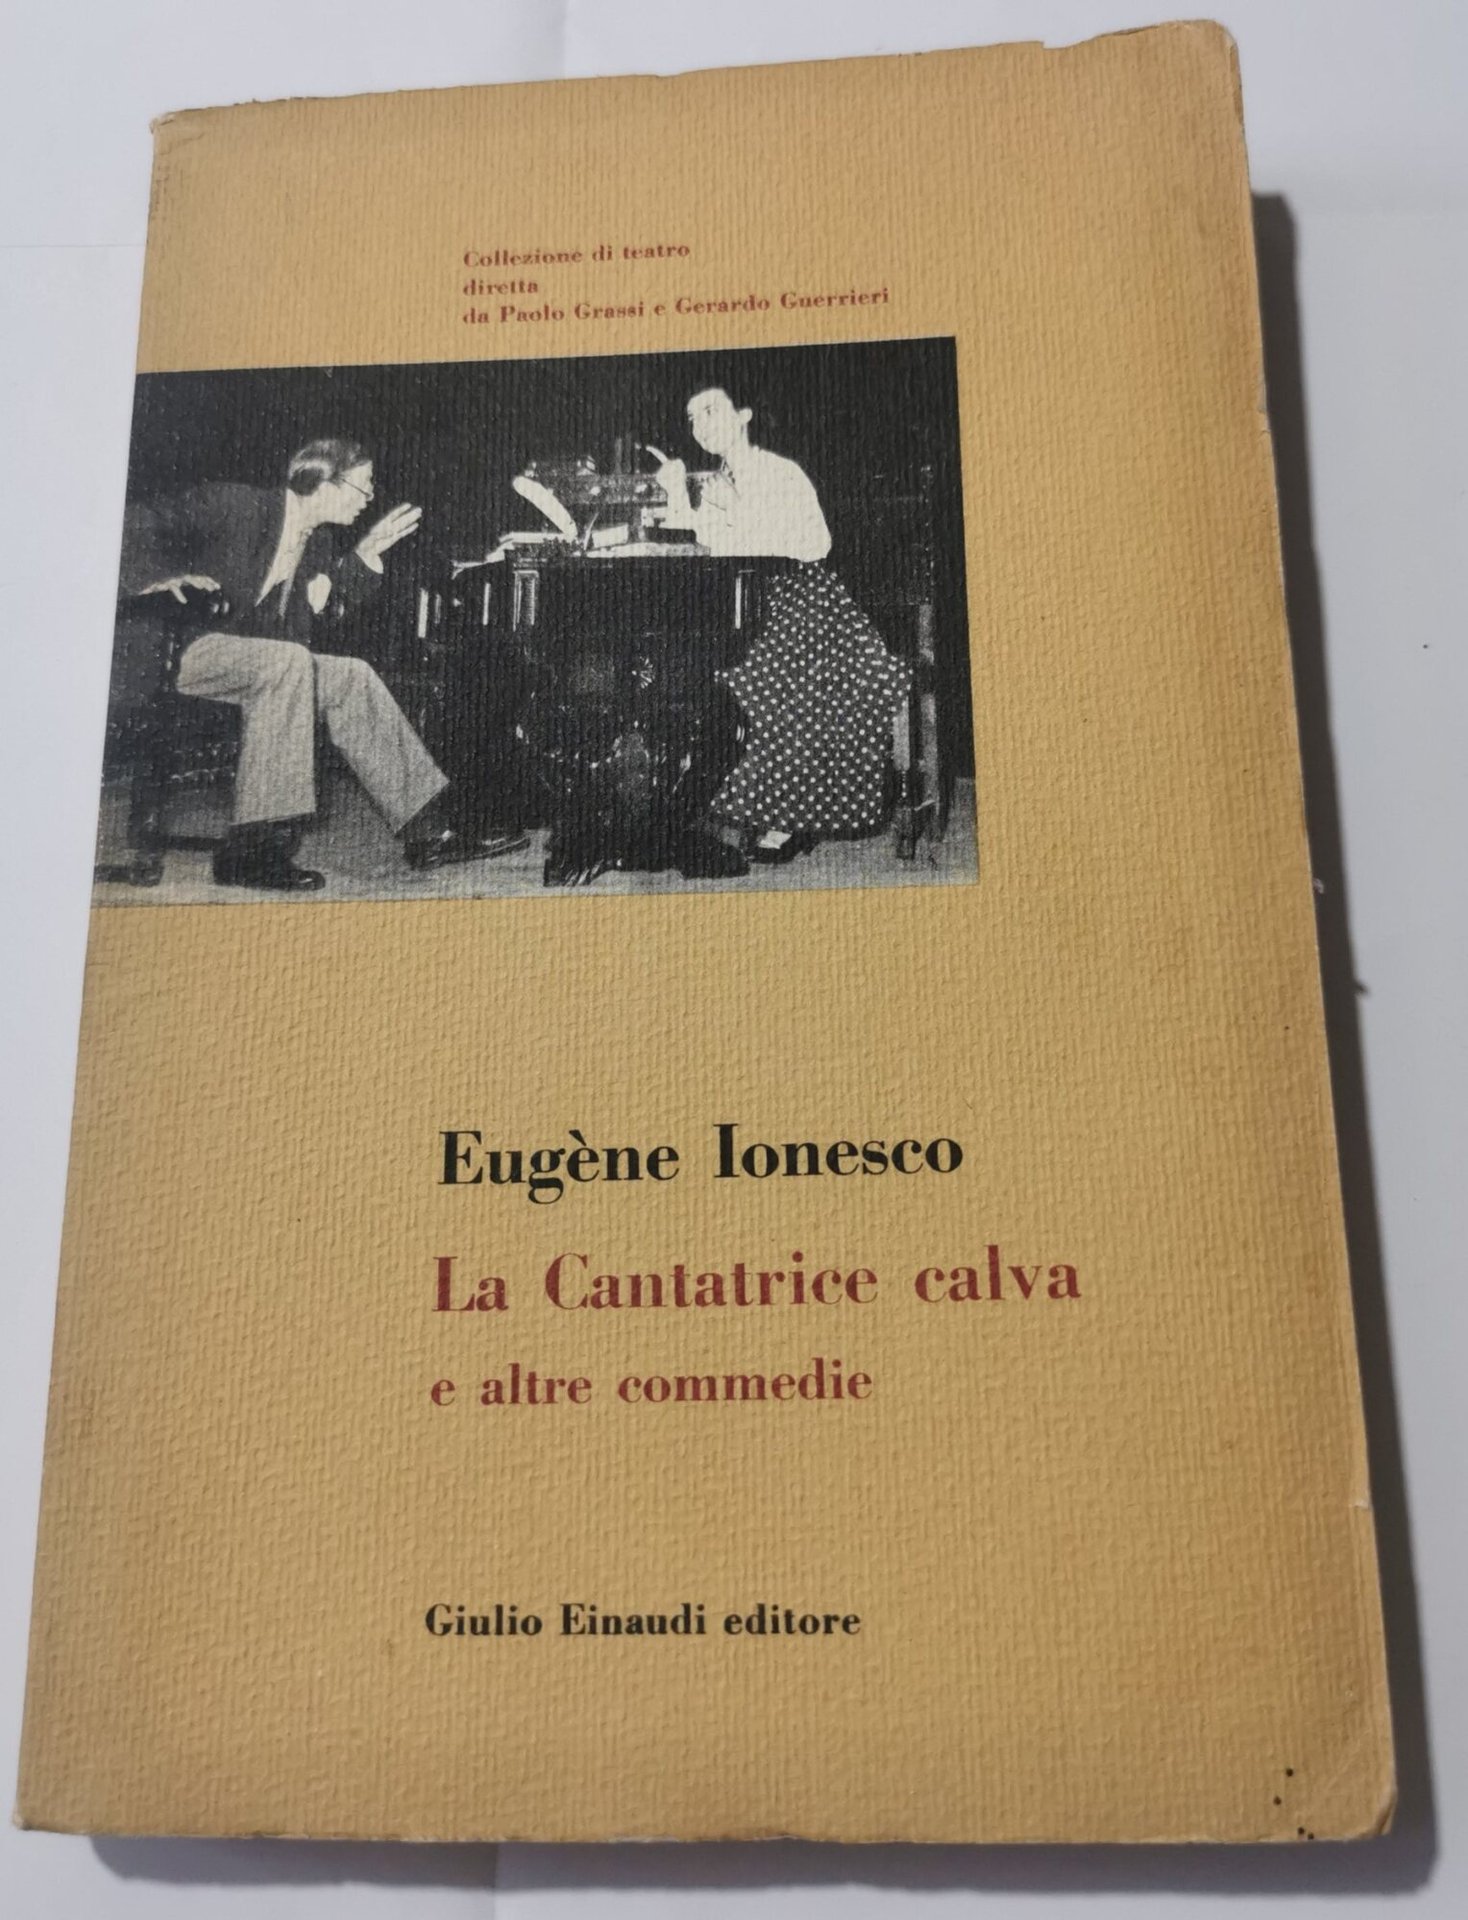 Collezione di teatro
diretta
da Paolo Grassi e Gerardo Guerrieri
Eugène Ionesco
La Cantatrice calva
e altre commedie
Giulio Einaudi editore